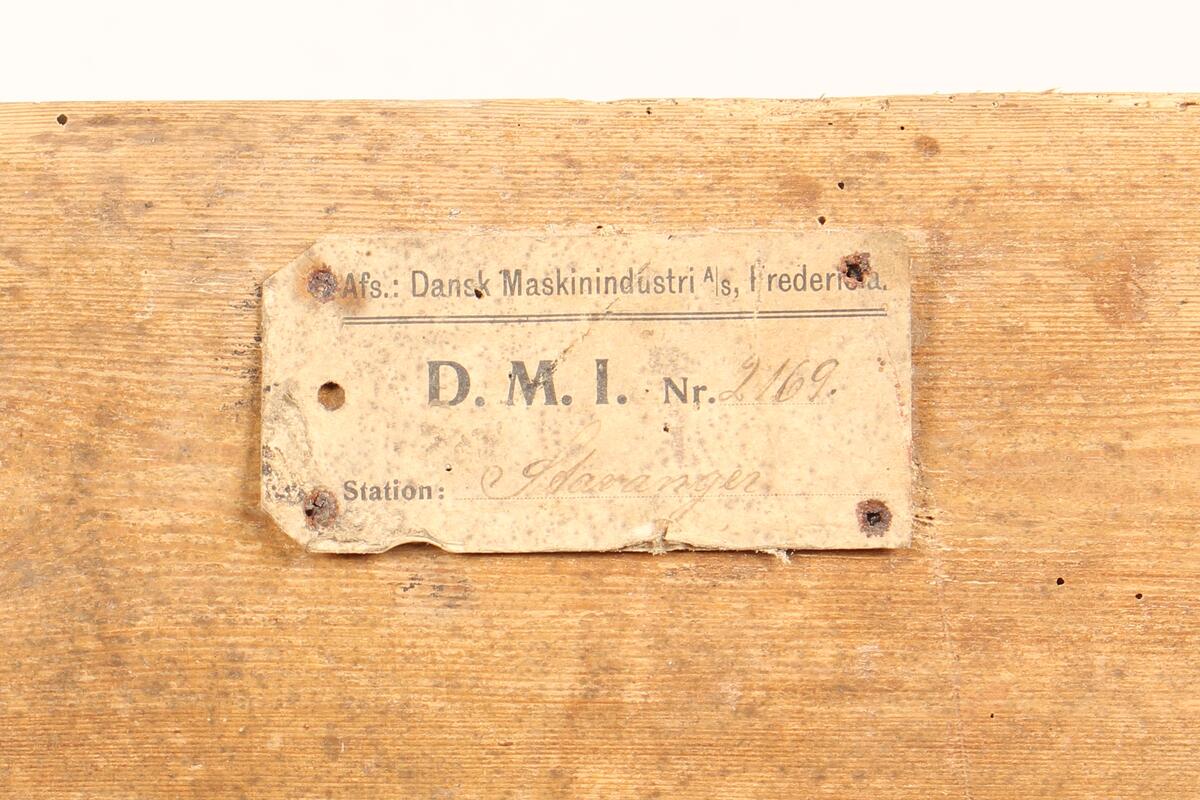 Afs.: Dansk Maskinindustri A/s, Fredericia.
D. M. I. Nr. 2169.
Station: Stavanger